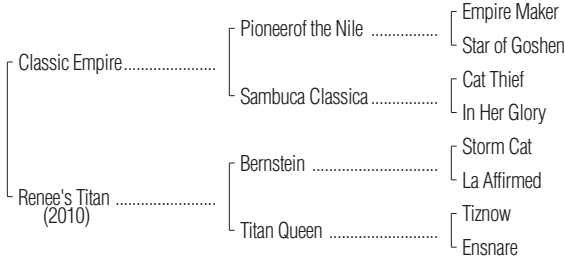 Empire Maker
Pioneerof the Nile ................
Star of Goshen
Classic Empire......................
Cat Thief
Sambuca Classica................
In Her Glory
Storm Cat
Bernstein ..............................
La Affirmed
Renee's Titan ........................
(2010)
Tiznow
Titan Queen ..........................
Ensnare